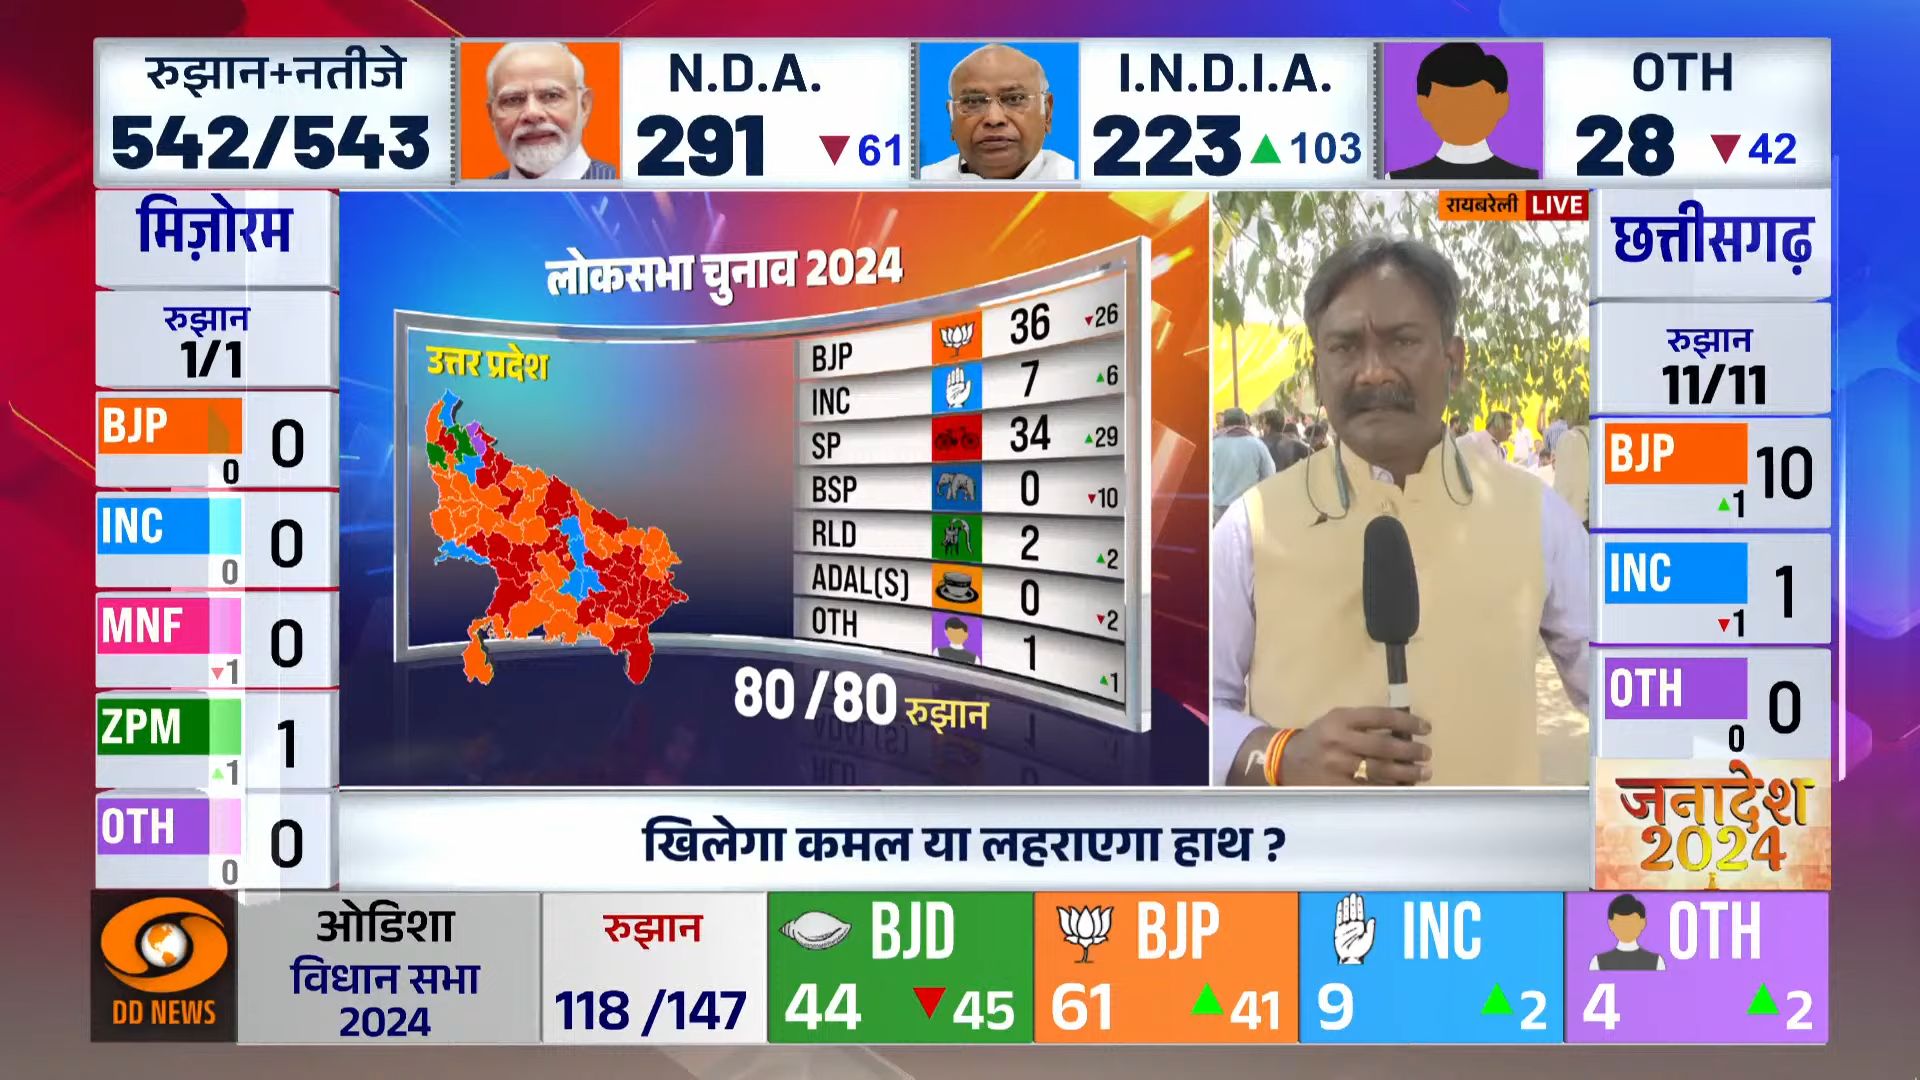 रुझान+नतीजे
542/543
N.D.A.
291 ▼61
I.N.D.I.A.
223 ▲103
OTH
28 ▼42
मिज़ोरम
रुझान
1/1
BJP 0
0
INC 0
0
MNF 0
▼1
ZPM 1
▲1
OTH 0
0
लोकसभा चुनाव 2024
उत्तर प्रदेश
BJP 36 ▼26
INC 7 ▲6
SP 34 ▲29
BSP 0 ▼10
RLD 2 ▲2
ADAL(S) 0 ▼2
OTH 1 ▲1
80/80 रुझान
रायबरेली LIVE
छत्तीसगढ़
रुझान
11/11
BJP 10
▲1
INC 1
▼1
OTH 0
0
जनादेश
2024
खिलेगा कमल या लहराएगा हाथ ?
DD NEWS
ओडिशा
विधान सभा
2024
रुझान
118/147
BJD
44 ▼45
BJP
61 ▲41
INC
9 ▲2
OTH
4 ▲2